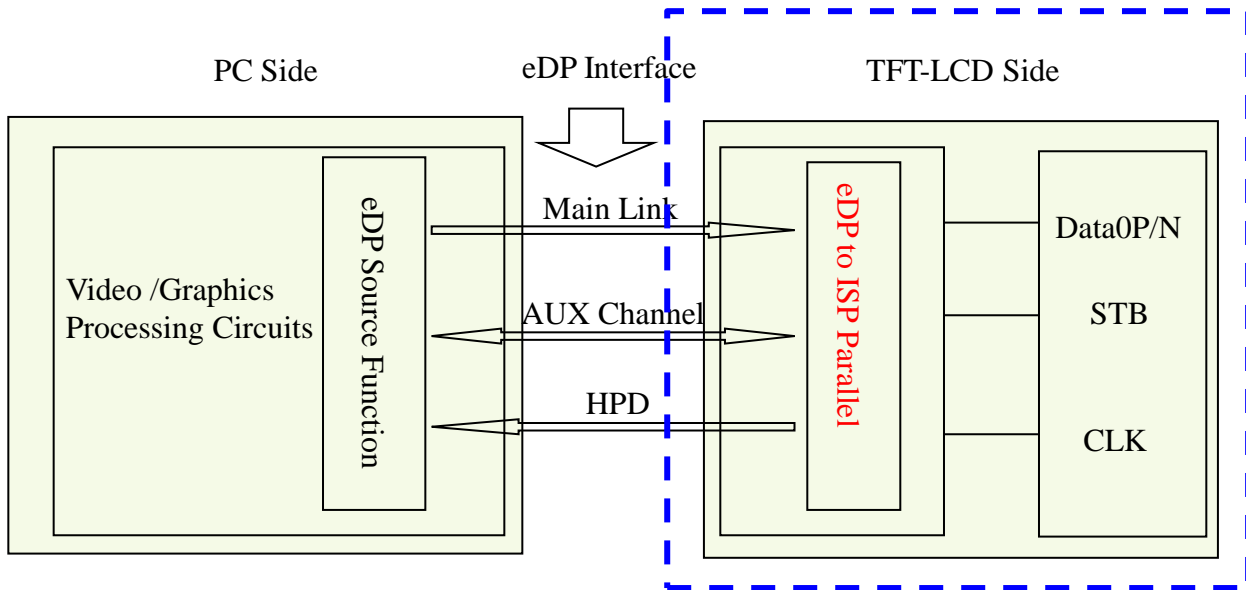 PC Side
eDP Interface
TFT-LCD Side
Video /Graphics
Processing Circuits
eDP Source Function
Main Link
AUX Channel
HPD
eDP to ISP Parallel
Data0P/N
STB
CLK